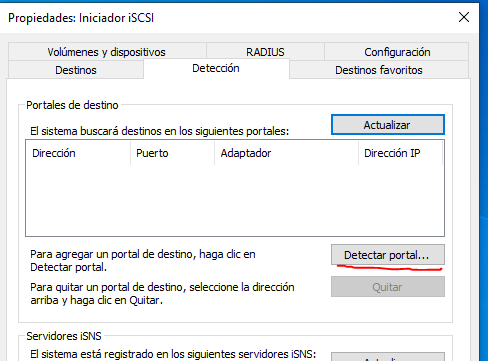 Propiedades: Iniciador iSCSI
Volúmenes y dispositivos RADIUS Configuración
Destinos Detección Destinos favoritos
Portales de destino
El sistema buscará destinos en los siguientes portales: Actualizar
Dirección Puerto Adaptador Dirección IP
Para agregar un portal de destino, haga clic en
Detectar portal.
Detectar portal...
Para quitar un portal de destino, seleccione la dirección
arriba y haga clic en Quitar.
Quitar
Servidores iSNS
El sistema está registrado en los siguientes servidores iSNS: